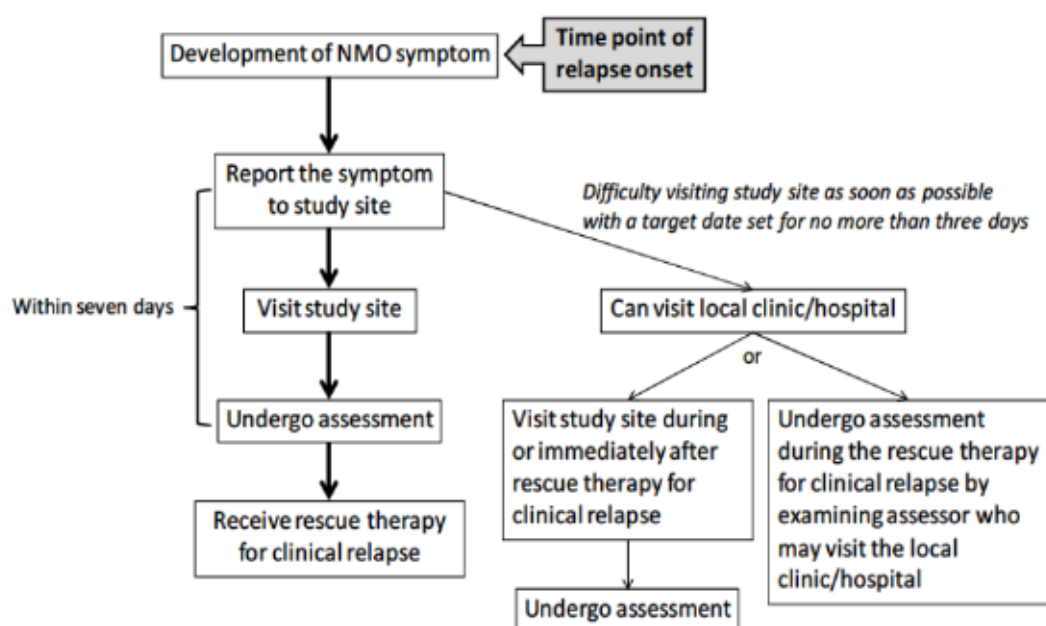 Development of NMO symptom
Time point of
relapse onset
Report the symptom
to study site
Difficulty visiting study site as soon as possible
with a target date set for no more than three days
Within seven days
Visit study site
Can visit local clinic/hospital
or
Undergo assessment
Visit study site during
or immediately after
rescue therapy for
clinical relapse
Undergo assessment
during the rescue therapy
for clinical relapse by
examining assessor who
may visit the local
clinic/hospital
Receive rescue therapy
for clinical relapse
Undergo assessment